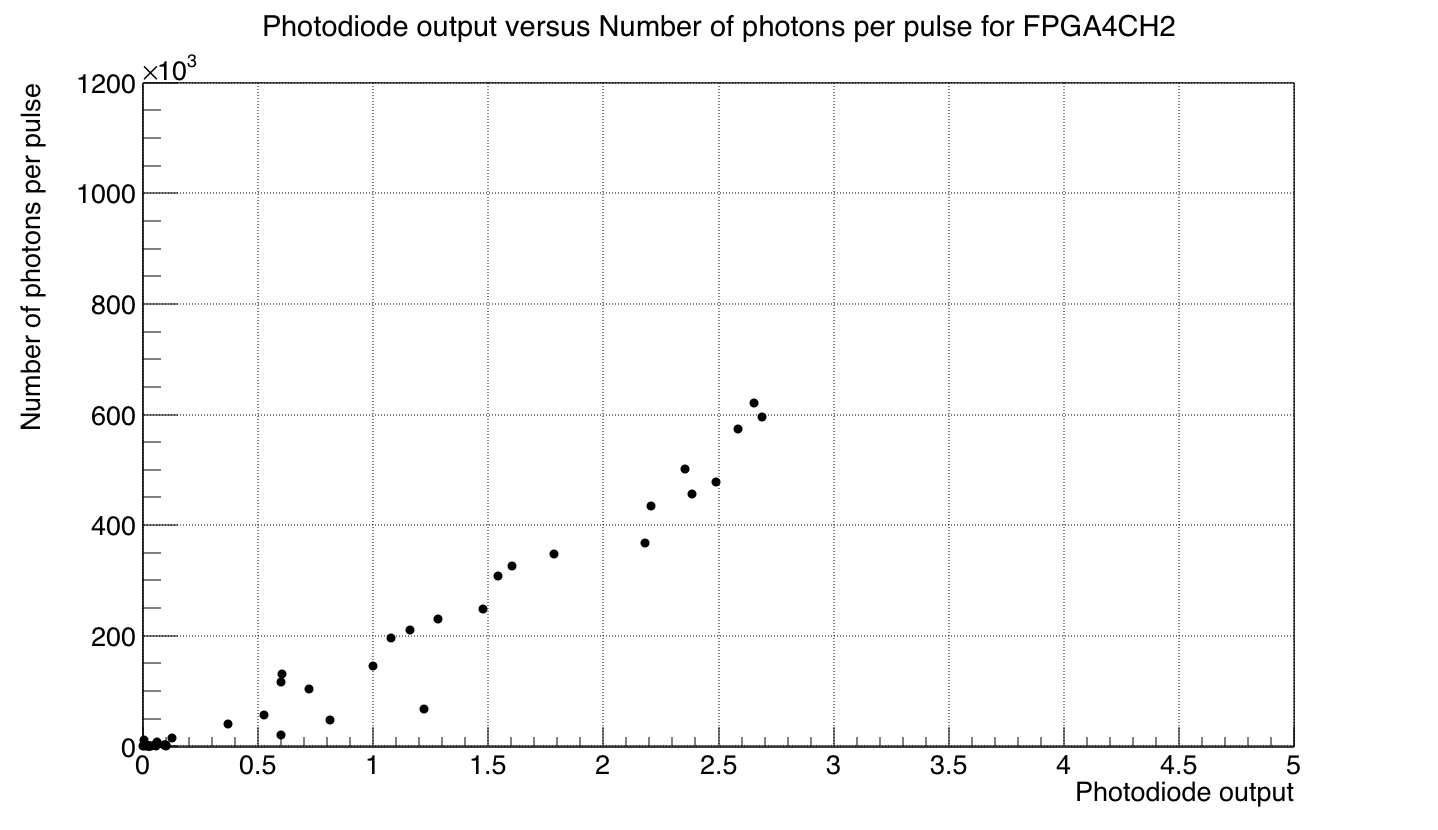 Photodiode output versus Number of photons per pulse for FPGA4CH2
×10³
Number of photons per pulse
1200
1000
800
600
400
200
0
0 0.5 1 1.5 2 2.5 3 3.5 4 4.5 5
Photodiode output